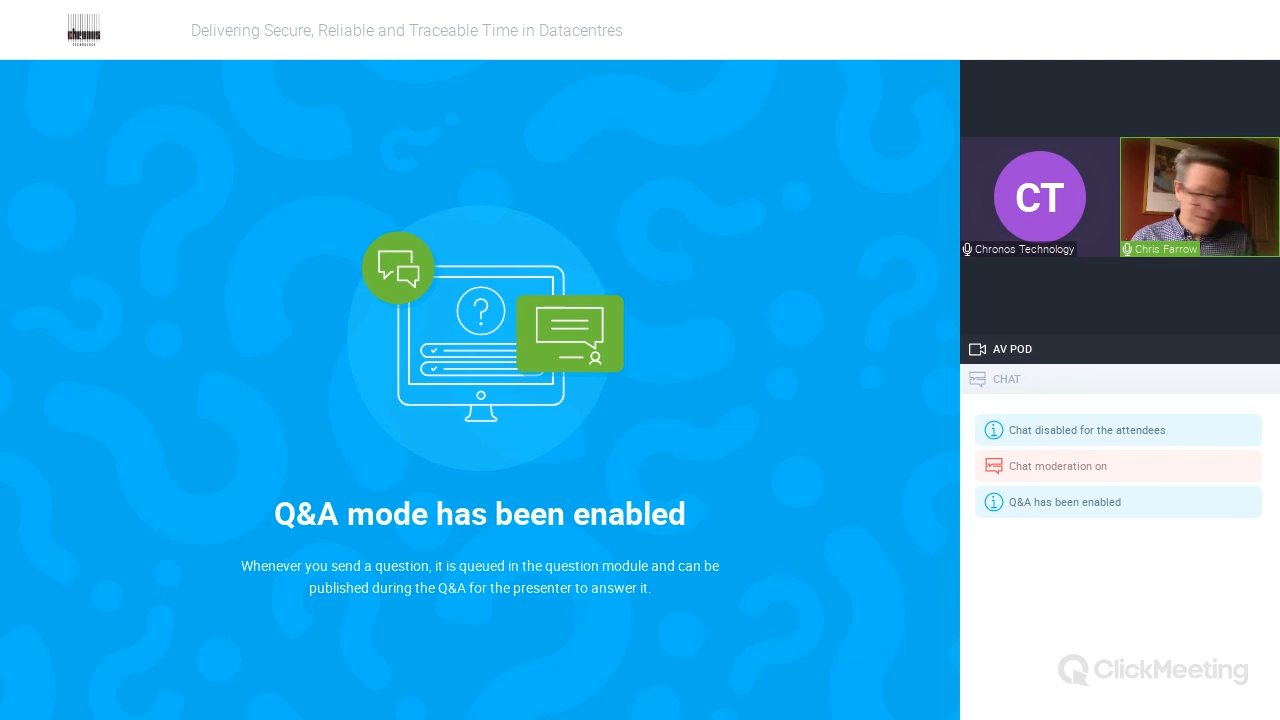 chronos
TECHNOLOGY
Delivering Secure, Reliable and Traceable Time in Datacentres
CT
Chronos Technology
Chris Farrow
AV POD
CHAT
Chat disabled for the attendees
Chat moderation on
Q&A has been enabled
?
Q&A mode has been enabled
Whenever you send a question, it is queued in the question module and can be
published during the Q&A for the presenter to answer it.
ClickMeeting